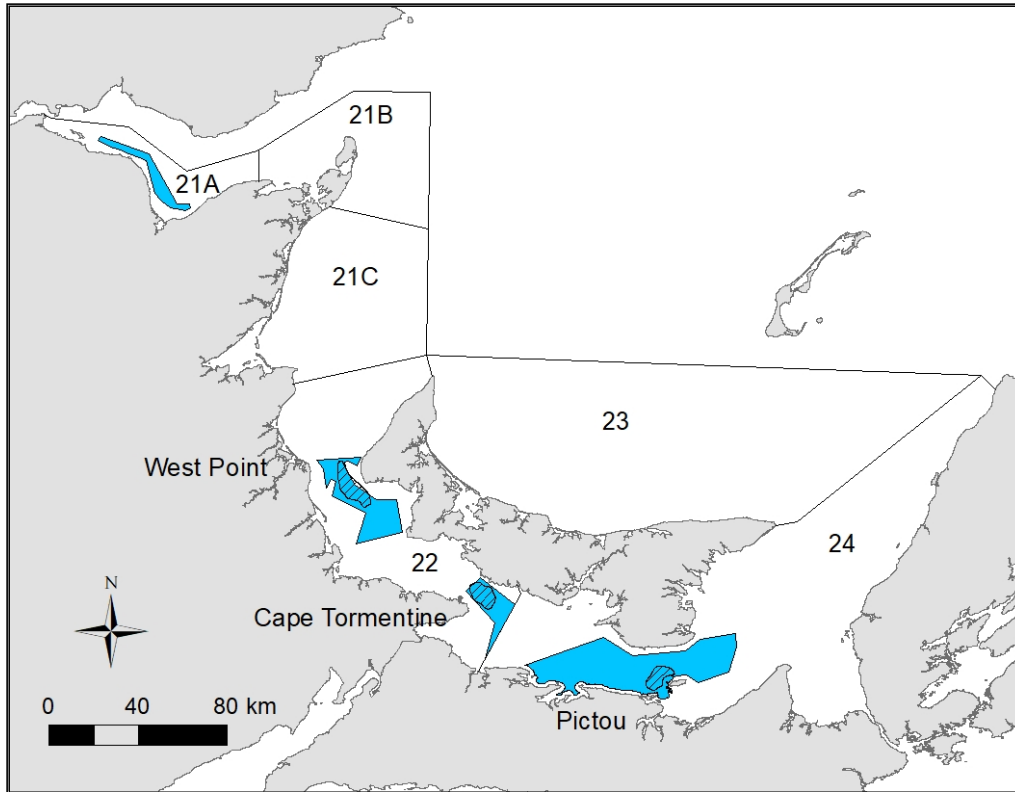 21B
21A
21C
23
West Point
24
22
N
Cape Tormentine
0 40 80 km
Pictou